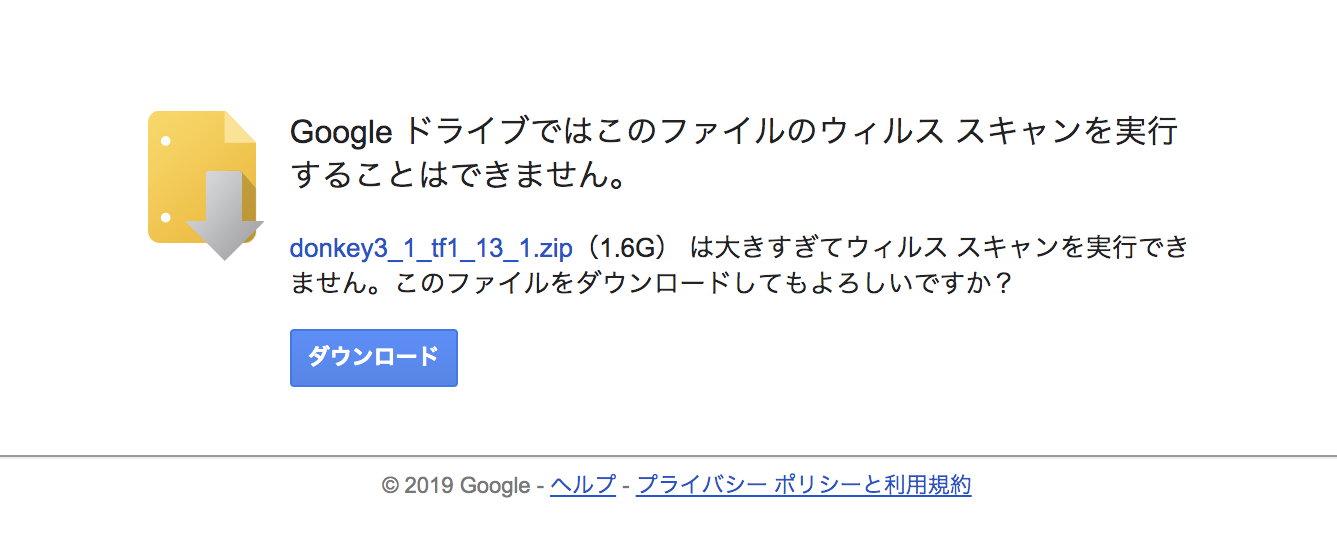 Google ドライブではこのファイルのウィルス スキャンを実行
することはできません。
donkey3_1_tf1_13_1.zip（1.6G） は大きすぎてウィルス スキャンを実行でき
ません。このファイルをダウンロードしてもよろしいですか？
ダウンロード
© 2019 Google - ヘルプ - プライバシー ポリシーと利用規約